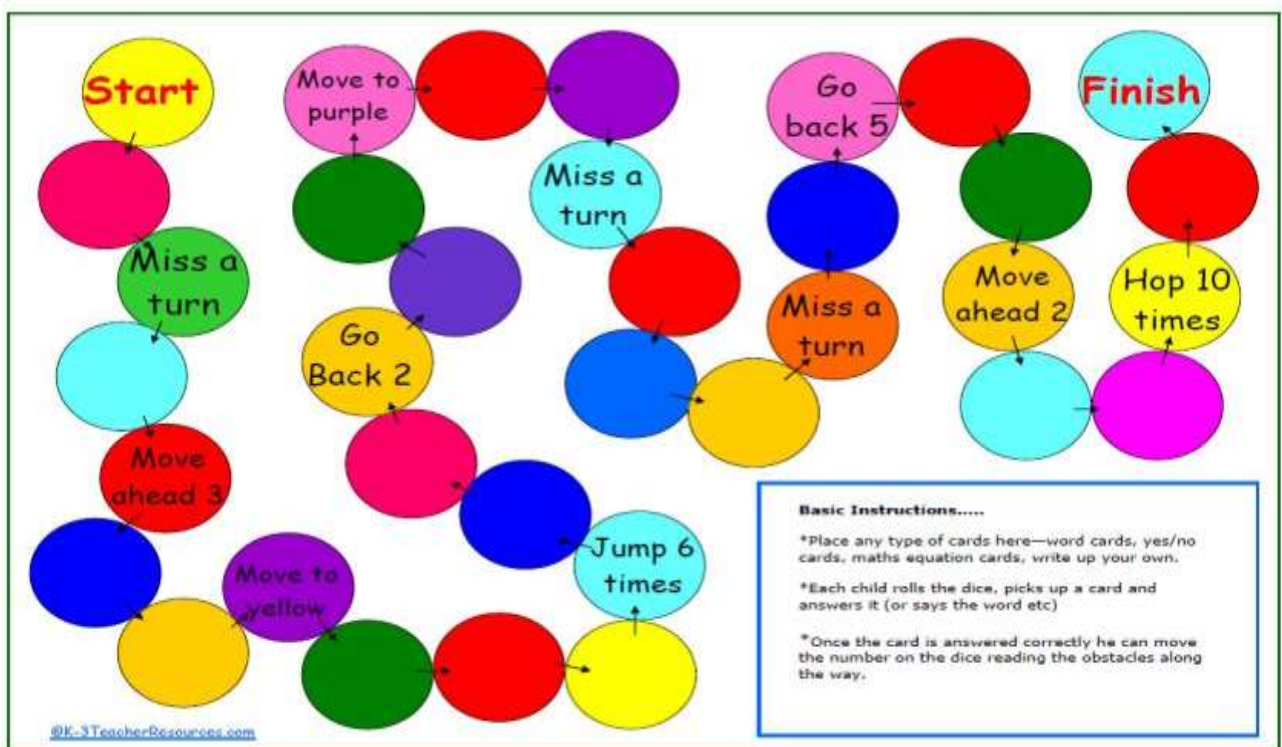 Start
Miss a
turn
Move
ahead 3
Move to
yellow
Jump 6
times
Go
Back 2
Move to
purple
Miss a
turn
Miss a
turn
Go
back 5
Move
ahead 2
Hop 10
times
Finish
Basic Instructions.....
*Place any type of cards here—word cards, yes/no
cards, maths equation cards, write up your own.
*Each child rolls the dice, picks up a card and
answers it (or says the word etc)
*Once the card is answered correctly he can move
the number on the dice reading the obstacles along
the way.
©K-3TeacherResources.com